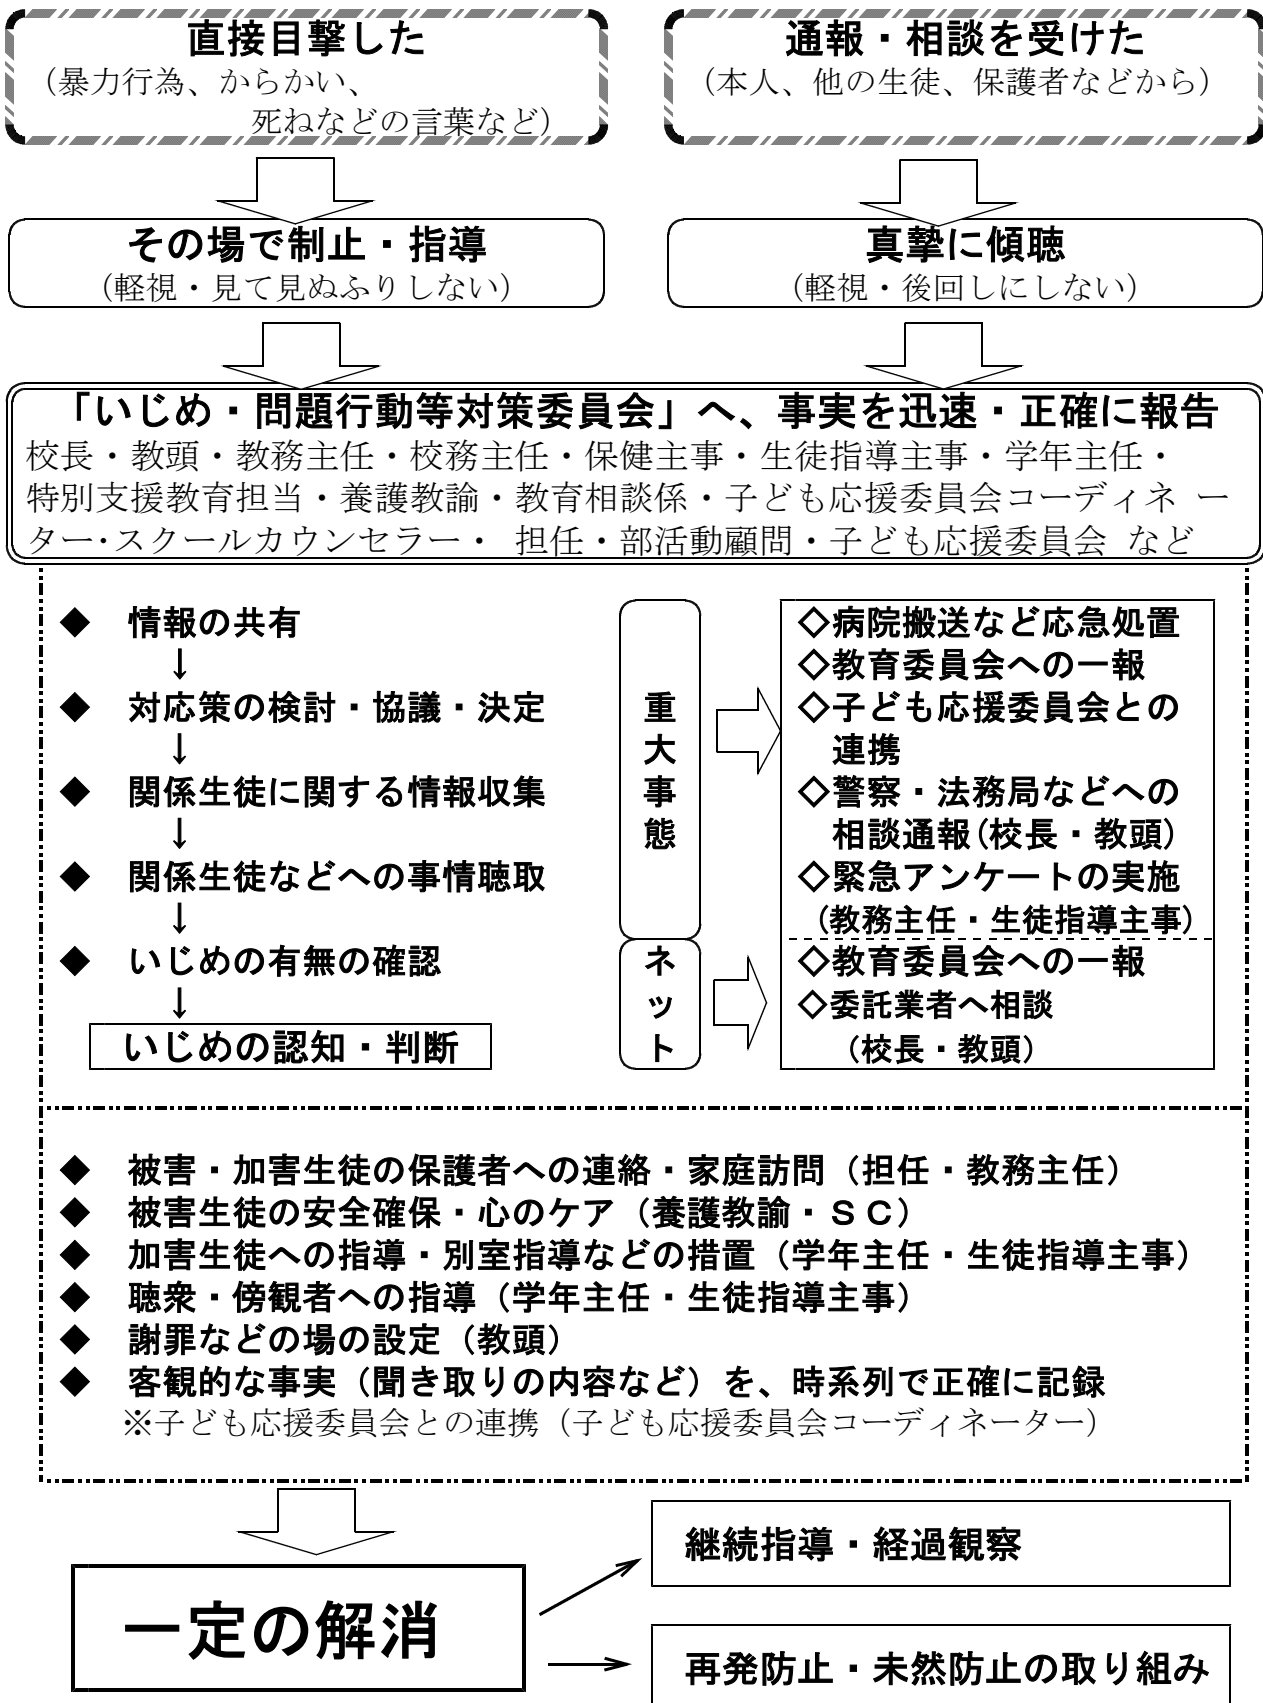 直接目撃した
（暴力行為、からかい、
死ねなどの言葉など）
通報・相談を受けた
（本人、他の生徒、保護者などから）
その場で制止・指導
（軽視・見て見ぬふりしない）
真摯に傾聴
（軽視・後回しにしない）
「いじめ・問題行動等対策委員会」へ、事実を迅速・正確に報告
校長・教頭・教務主任・校務主任・保健主事・生徒指導主事・学年主任・
特別支援教育担当・養護教諭・教育相談係・子ども応援委員会コーディネ ー
ター・スクールカウンセラー・ 担任・部活動顧問・子ども応援委員会 など
◆ 情報の共有
↓
◆ 対応策の検討・協議・決定
↓
◆ 関係生徒に関する情報収集
↓
◆ 関係生徒などへの事情聴取
↓
◆ いじめの有無の確認
↓
いじめの認知・判断
重大事態
◇病院搬送など応急処置
◇教育委員会への一報
◇子ども応援委員会との
連携
◇警察・法務局などへの
相談通報(校長・教頭)
◇緊急アンケートの実施
(教務主任・生徒指導主事)
ネット
◇教育委員会への一報
◇委託業者へ相談
（校長・教頭）
◆ 被害・加害生徒の保護者への連絡・家庭訪問（担任・教務主任）
◆ 被害生徒の安全確保・心のケア（養護教諭・ＳＣ）
◆ 加害生徒への指導・別室指導などの措置（学年主任・生徒指導主事）
◆ 聴衆・傍観者への指導（学年主任・生徒指導主事）
◆ 謝罪などの場の設定（教頭）
◆ 客観的な事実（聞き取りの内容など）を、時系列で正確に記録
※子ども応援委員会との連携（子ども応援委員会コーディネーター）
一定の解消
継続指導・経過観察
再発防止・未然防止の取り組み